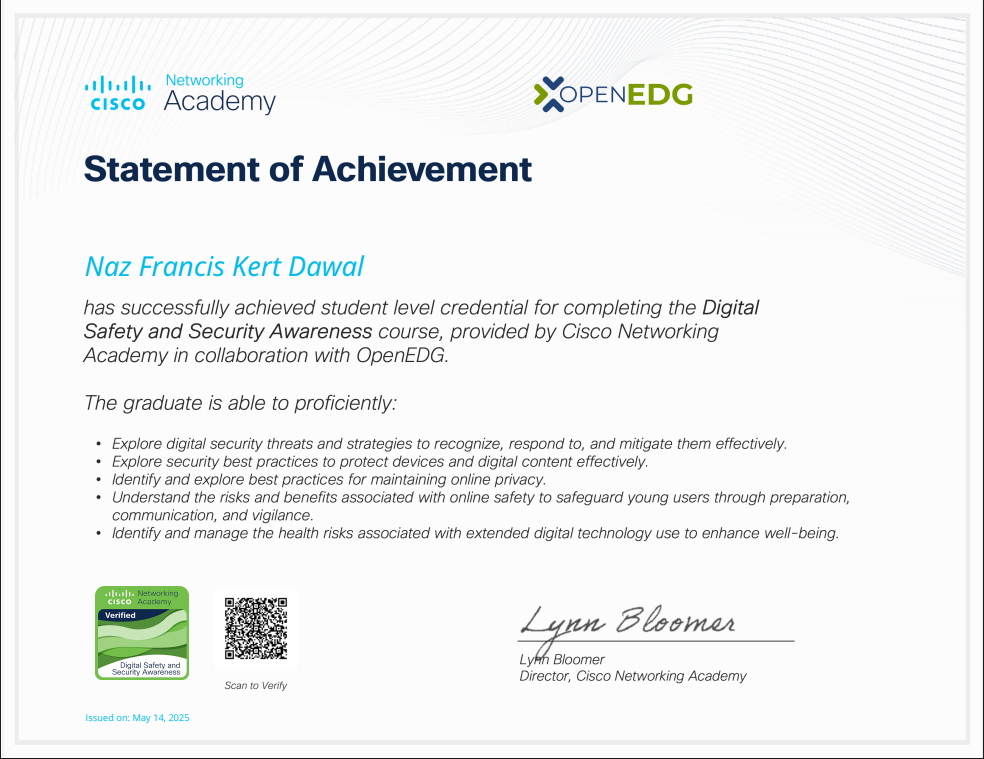 Networking
Academy
CISCO
OPENEDG
Statement of Achievement
Naz Francis Kert Dawal
has successfully achieved student level credential for completing the Digital
Safety and Security Awareness course, provided by Cisco Networking
Academy in collaboration with OpenEDG.
The graduate is able to proficiently:
• Explore digital security threats and strategies to recognize, respond to, and mitigate them effectively.
• Explore security best practices to protect devices and digital content effectively.
• Identify and explore best practices for maintaining online privacy.
• Understand the risks and benefits associated with online safety to safeguard young users through preparation,
communication, and vigilance.
• Identify and manage the health risks associated with extended digital technology use to enhance well-being.
Networking
CISCO Academy
Verified
Digital Safety and
Security Awareness
Scan to Verify
Lynn Bloomer
Lynn Bloomer
Director, Cisco Networking Academy
Issued on: May 14, 2025